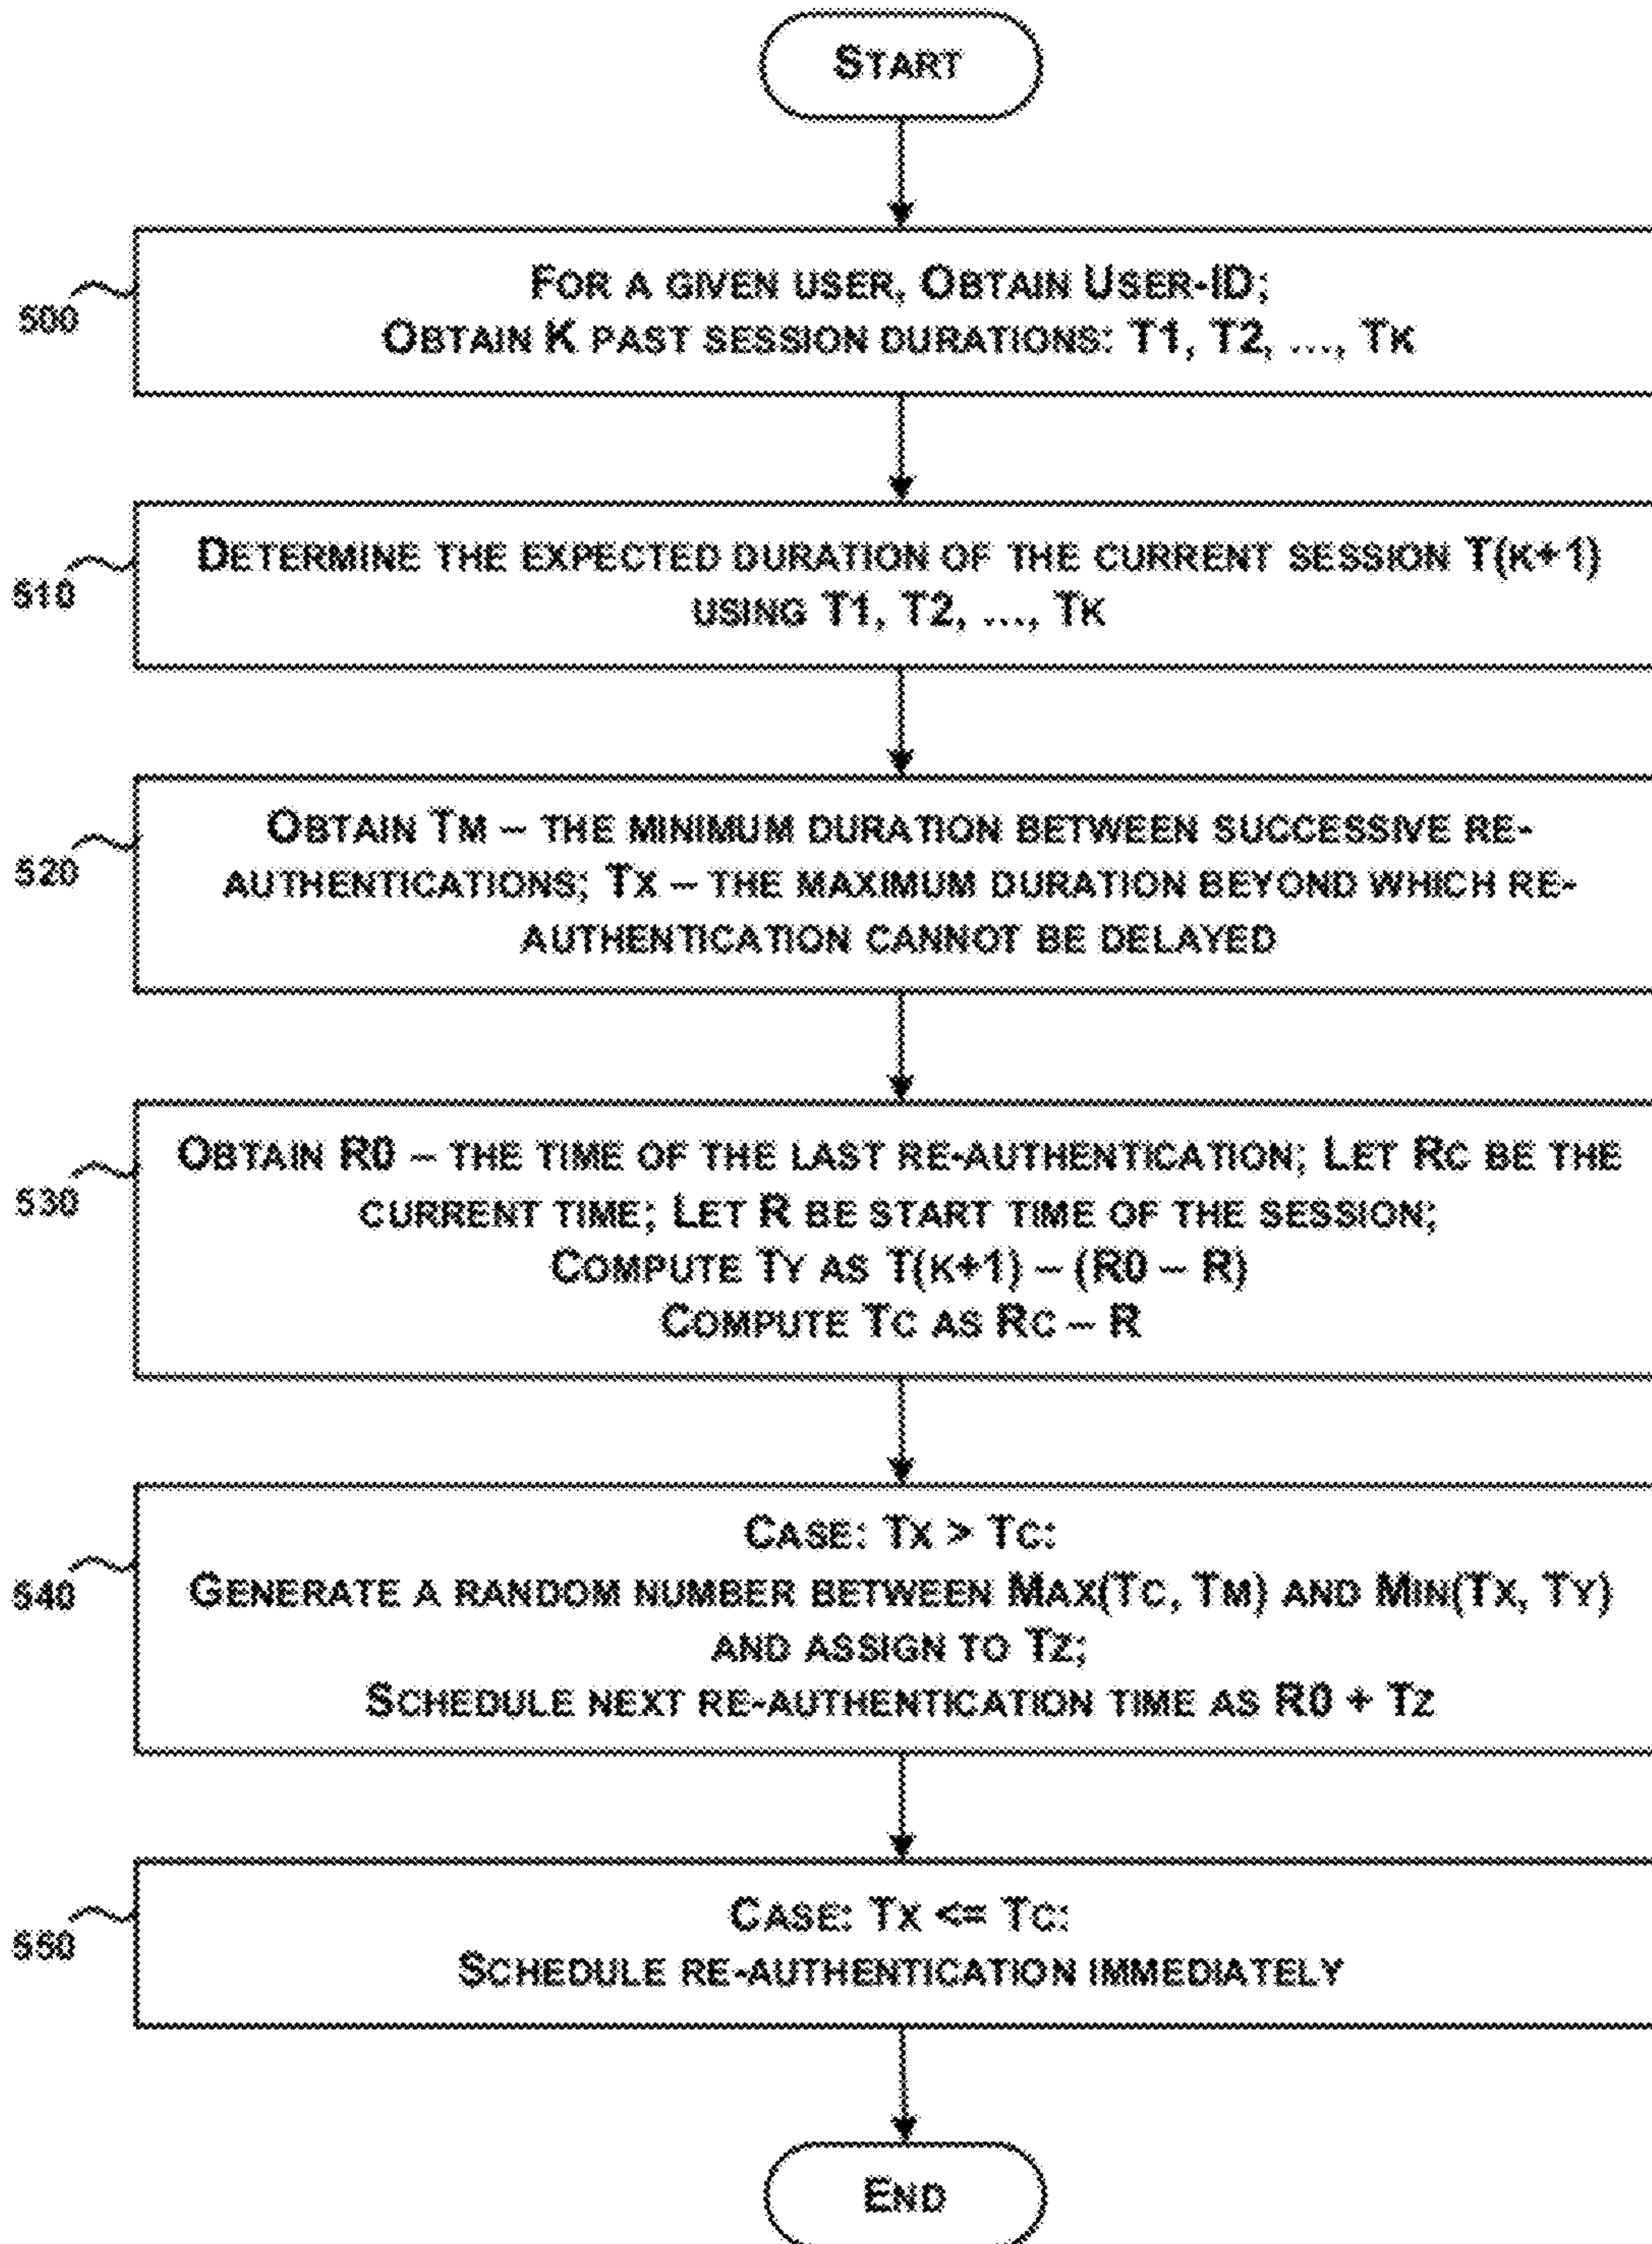 START
500
FOR A GIVEN USER, OBTAIN USER-ID;
OBTAIN K PAST SESSION DURATIONS: T1, T2, ..., TK
510
DETERMINE THE EXPECTED DURATION OF THE CURRENT SESSION T(K+1)
USING T1, T2, ..., TK
520
OBTAIN TM – THE MINIMUM DURATION BETWEEN SUCCESSIVE RE-
AUTHENTICATIONS; TX – THE MAXIMUM DURATION BEYOND WHICH RE-
AUTHENTICATION CANNOT BE DELAYED
530
OBTAIN R0 – THE TIME OF THE LAST RE-AUTHENTICATION; LET RC BE THE
CURRENT TIME; LET R BE START TIME OF THE SESSION;
COMPUTE TY AS T(K+1) – (R0 – R)
COMPUTE TC AS RC – R
540
CASE: TX > TC:
GENERATE A RANDOM NUMBER BETWEEN MAX(TC, TM) AND MIN(TX, TY)
AND ASSIGN TO TZ;
SCHEDULE NEXT RE-AUTHENTICATION TIME AS R0 + TZ
550
CASE: TX <= TC:
SCHEDULE RE-AUTHENTICATION IMMEDIATELY
END